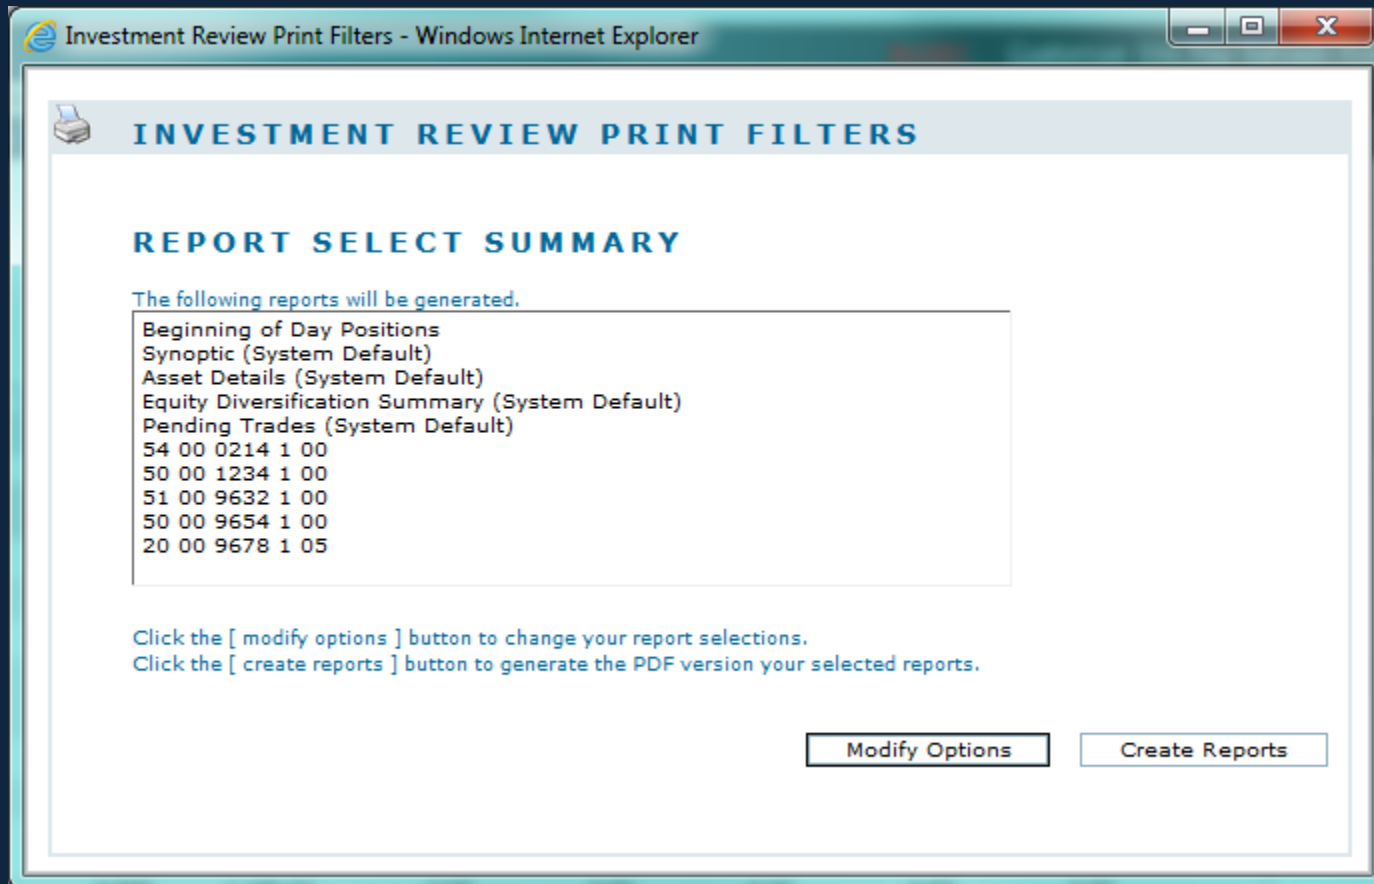 Investment Review Print Filters - Windows Internet Explorer
INVESTMENT REVIEW PRINT FILTERS
REPORT SELECT SUMMARY
The following reports will be generated.
Beginning of Day Positions
Synoptic (System Default)
Asset Details (System Default)
Equity Diversification Summary (System Default)
Pending Trades (System Default)
54 00 0214 1 00
50 00 1234 1 00
51 00 9632 1 00
50 00 9654 1 00
20 00 9678 1 05
Click the [ modify options ] button to change your report selections.
Click the [ create reports ] button to generate the PDF version your selected reports.
Modify Options Create Reports